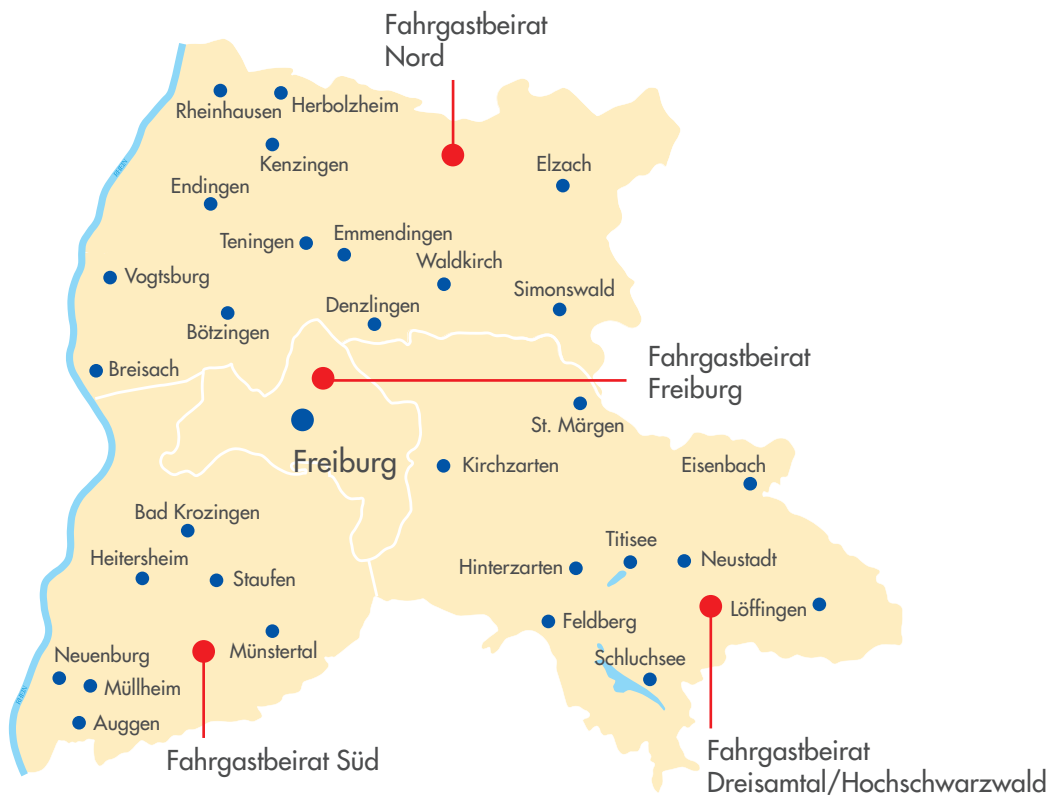 Fahrgastbeirat
Nord
Rheinhausen
Herbolzheim
Kenzingen
Elzach
RHEIN
Endingen
Teningen
Emmendingen
Waldkirch
Vogtsburg
Simonswald
Denzlingen
Bötzingen
Breisach
Fahrgastbeirat
Freiburg
St. Märgen
Freiburg
Kirchzarten
Eisenbach
Bad Krozingen
Heitersheim
Staufen
Titisee
Hinterzarten
Neustadt
Löffingen
Feldberg
Münstertal
Neuenburg
Schluchsee
Müllheim
RHEIN
Auggen
Fahrgastbeirat Süd
Fahrgastbeirat
Dreisamtal/Hochschwarzwald